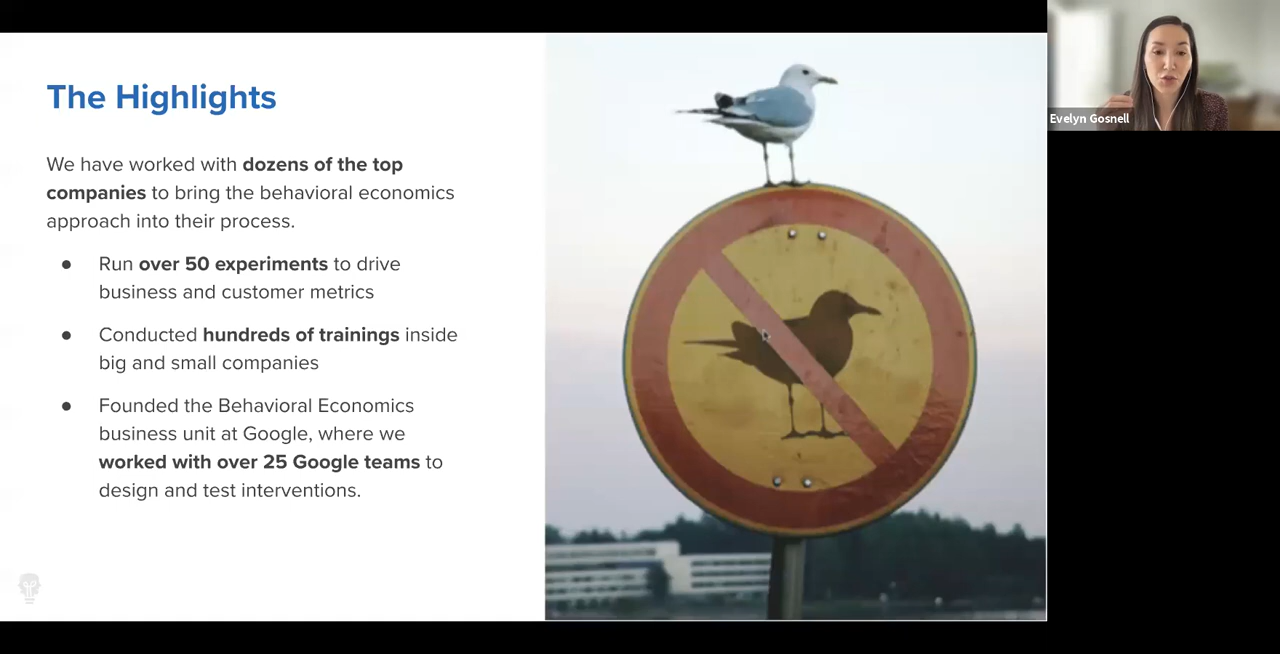 The Highlights
We have worked with dozens of the top
companies to bring the behavioral economics
approach into their process.
● Run over 50 experiments to drive
business and customer metrics
● Conducted hundreds of trainings inside
big and small companies
● Founded the Behavioral Economics
business unit at Google, where we
worked with over 25 Google teams to
design and test interventions.
Evelyn Gosnell